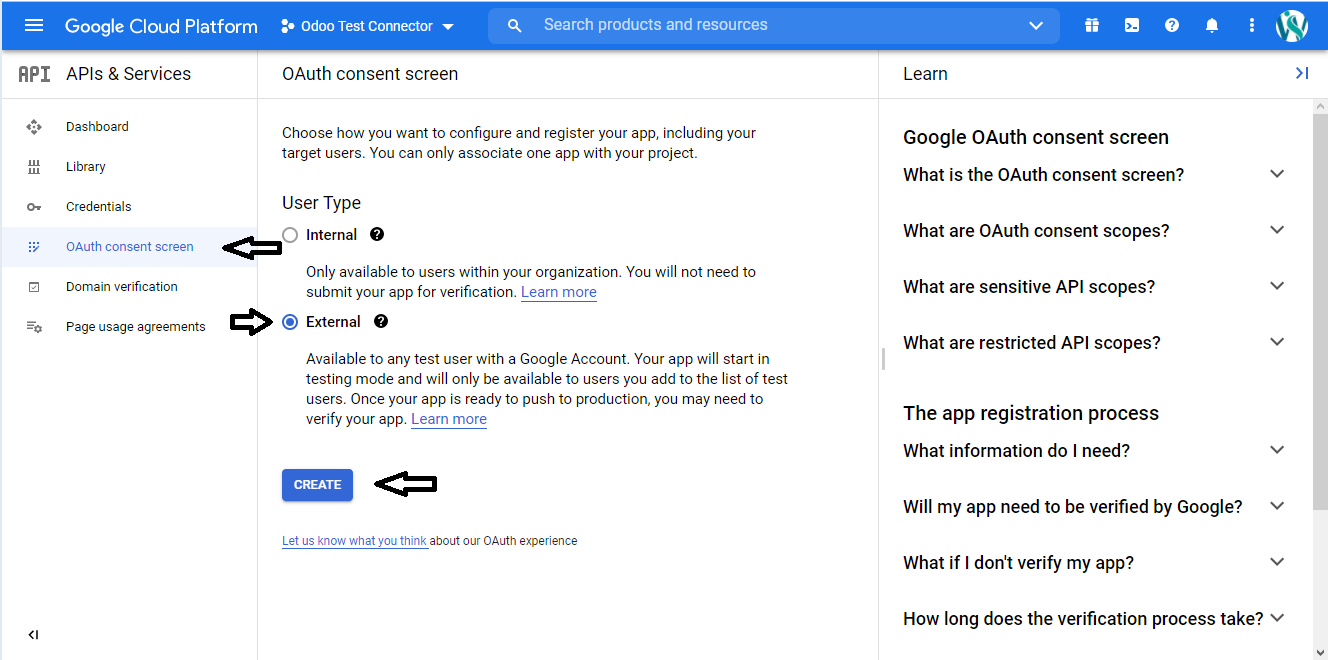 Google Cloud Platform
Odoo Test Connector
Search products and resources
API APIs & Services
Dashboard
Library
Credentials
OAuth consent screen
Domain verification
Page usage agreements
OAuth consent screen
Choose how you want to configure and register your app, including your
target users. You can only associate one app with your project.
User Type
Internal
Only available to users within your organization. You will not need to
submit your app for verification. Learn more
External
Available to any test user with a Google Account. Your app will start in
testing mode and will only be available to users you add to the list of test
users. Once your app is ready to push to production, you may need to
verify your app. Learn more
CREATE
Let us know what you think about our OAuth experience
Learn
Google OAuth consent screen
What is the OAuth consent screen?
What are OAuth consent scopes?
What are sensitive API scopes?
What are restricted API scopes?
The app registration process
What information do I need?
Will my app need to be verified by Google?
What if I don't verify my app?
How long does the verification process take?